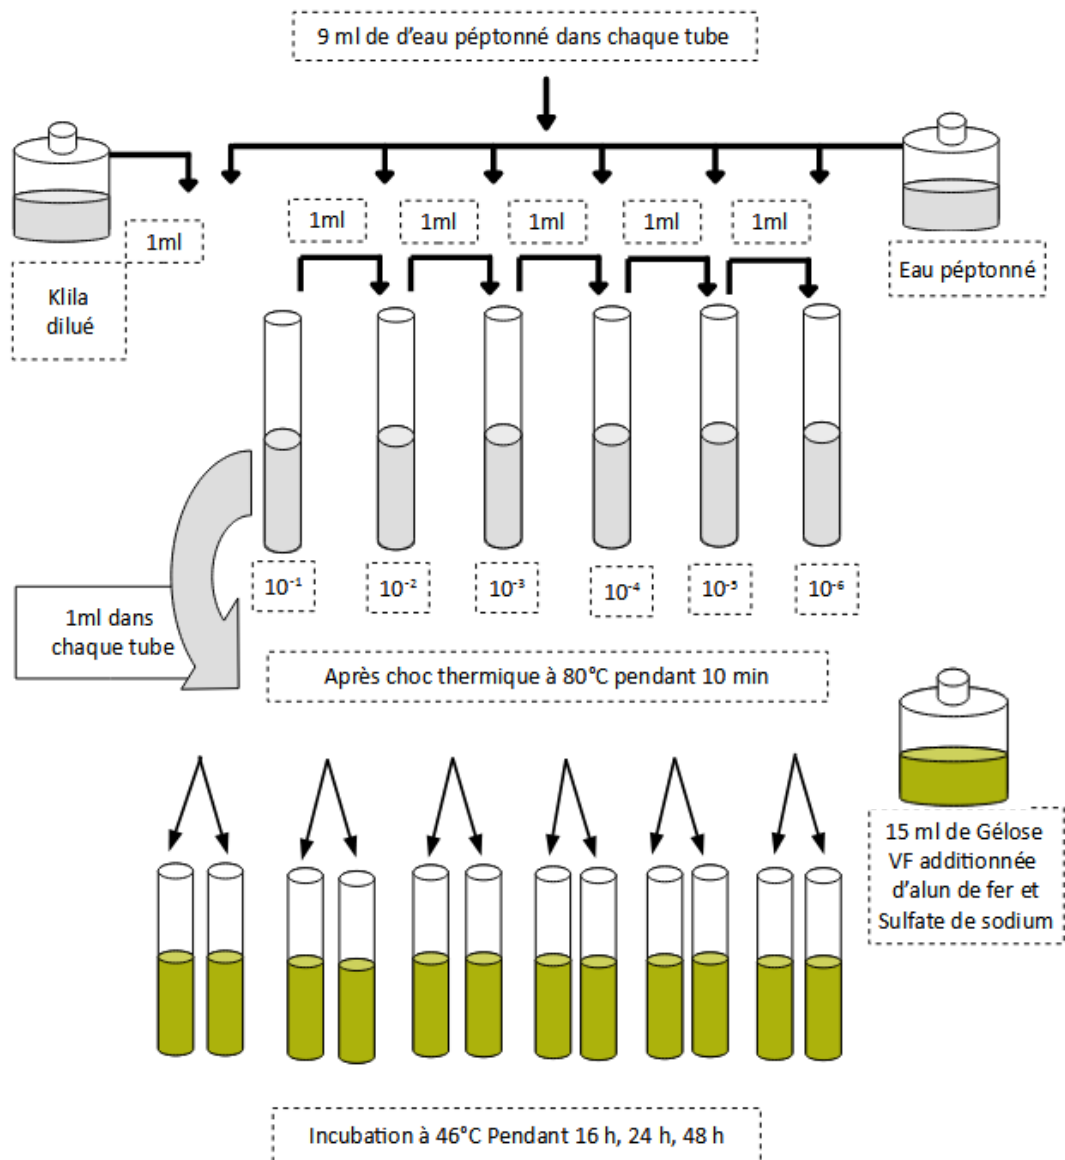 9 ml de d’eau péptonné dans chaque tube
1ml
1ml
1ml
1ml
1ml
1ml
Klila
dilué
Eau péptonné
10⁻¹
10⁻²
10⁻³
10⁻⁴
10⁻⁵
10⁻⁶
1ml dans
chaque tube
Après choc thermique à 80°C pendant 10 min
15 ml de Gélose
VF additionnée
d’alun de fer et
Sulfate de sodium
Incubation à 46°C Pendant 16 h, 24 h, 48 h